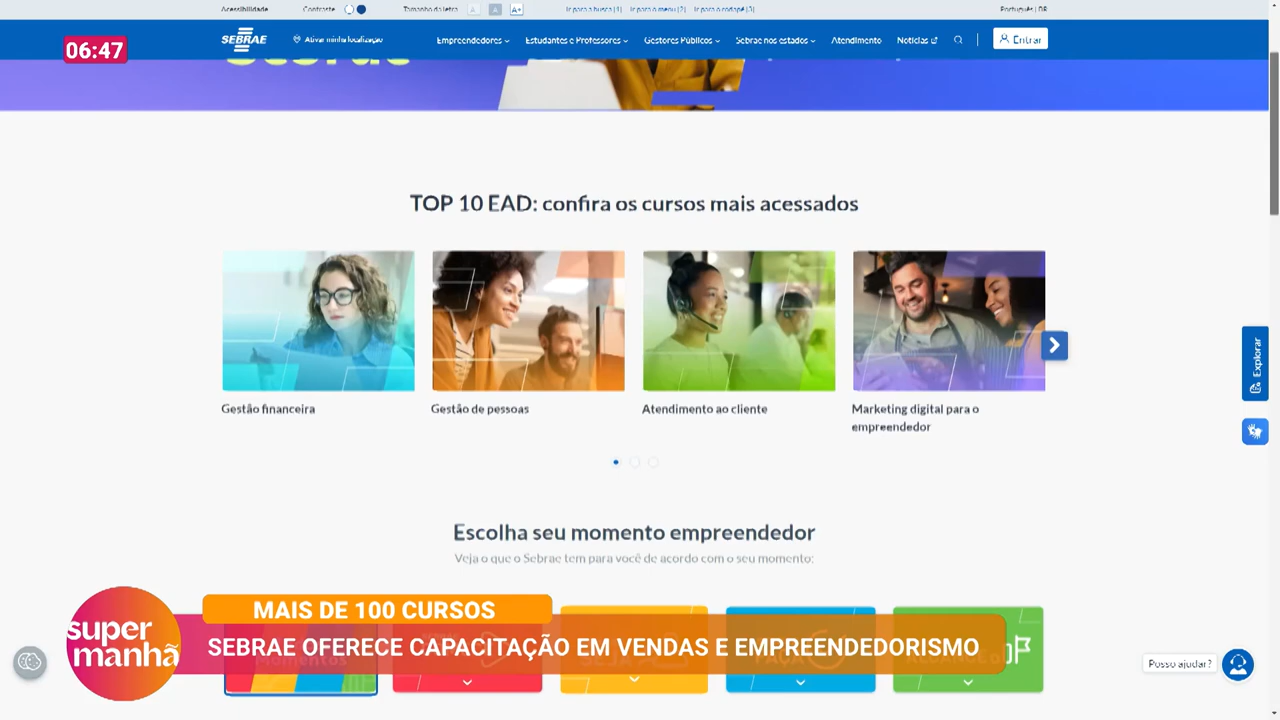 Acessibilidade Contraste Tamanho da letra A A A+ Ir para a busca [1] Ir para o menu [2] Ir para o rodapé [3] Português | BR
06:47
SEBRAE Ativar minha localização Empreendedores Estudantes e Professores Gestores Públicos Sebrae nos estados Atendimento Notícias Entrar
TOP 10 EAD: confira os cursos mais acessados
Explorar
Gestão financeira
Gestão de pessoas
Atendimento ao cliente
Marketing digital para o
empreendedor
Escolha seu momento empreendedor
Veja o que o Sebrae tem para você de acordo com o seu momento:
MAIS DE 100 CURSOS
super
manhã
SEBRAE OFERECE CAPACITAÇÃO EM VENDAS E EMPREENDEDORISMO
Posso ajudar?